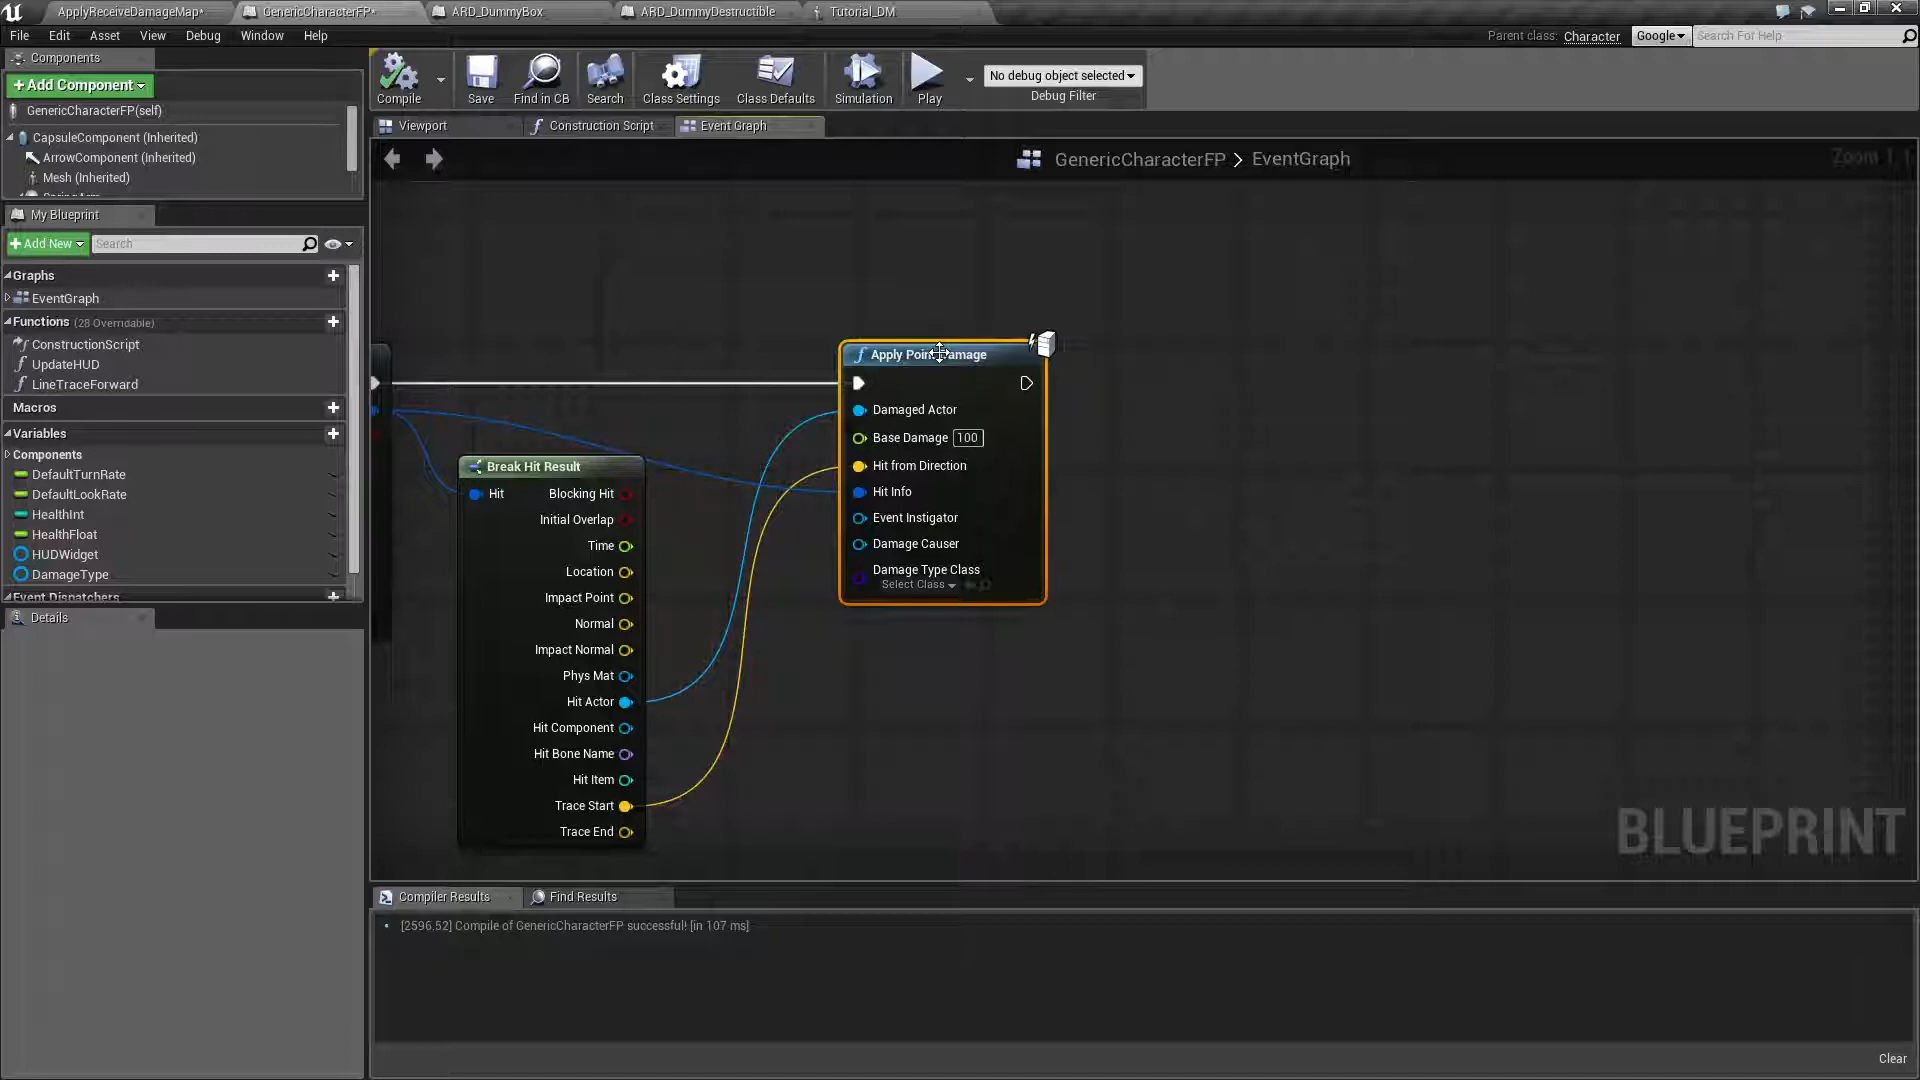 ApplyReceiveDamageMap*
GenericCharacterFP*
ARD_DummyBox
ARD_DummyDestructible
Tutorial_DM
File Edit Asset View Debug Window Help
Parent class: Character
Google
Search For Help
Components
+Add Component
GenericCharacterFP(self)
CapsuleComponent (Inherited)
ArrowComponent (Inherited)
Mesh (Inherited)
Compile
Save
Find in CB
Search
Class Settings
Class Defaults
Simulation
Play
No debug object selected
Debug Filter
Viewport
Construction Script
Event Graph
GenericCharacterFP > EventGraph
My Blueprint
+Add New
Search
Graphs
EventGraph
Functions (28 Overridable)
ConstructionScript
UpdateHUD
LineTraceForward
Macros
Variables
Components
DefaultTurnRate
DefaultLookRate
HealthInt
HealthFloat
HUDWidget
DamageType
Event Dispatchers
Details
Break Hit Result
Hit
Blocking Hit
Initial Overlap
Time
Location
Impact Point
Normal
Impact Normal
Phys Mat
Hit Actor
Hit Component
Hit Bone Name
Hit Item
Trace Start
Trace End
Apply Point Damage
Damaged Actor
Base Damage 100
Hit from Direction
Hit Info
Event Instigator
Damage Causer
Damage Type Class
Select Class
BLUEPRINT
Compiler Results
Find Results
[2596.52] Compile of GenericCharacterFP successful! [in 107 ms]
Clear